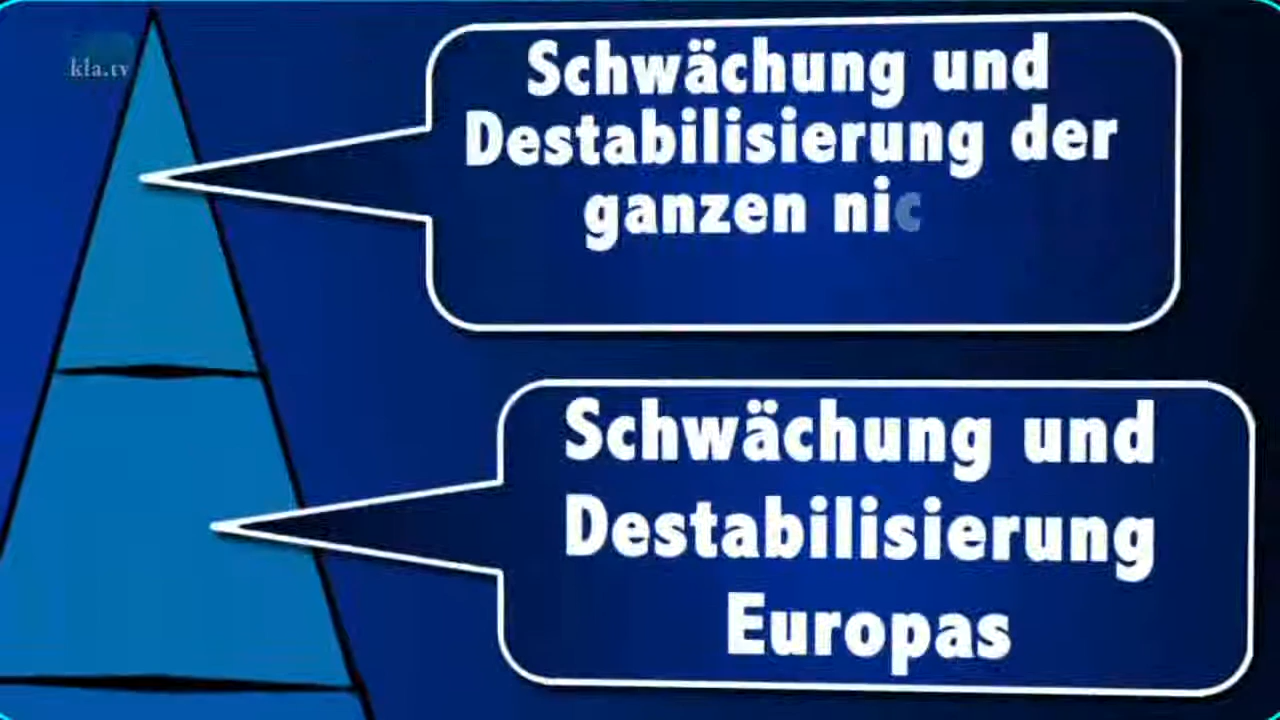 kla.tv
Schwächung und
Destabilisierung der
ganzen nic
Schwächung und
Destabilisierung
Europas